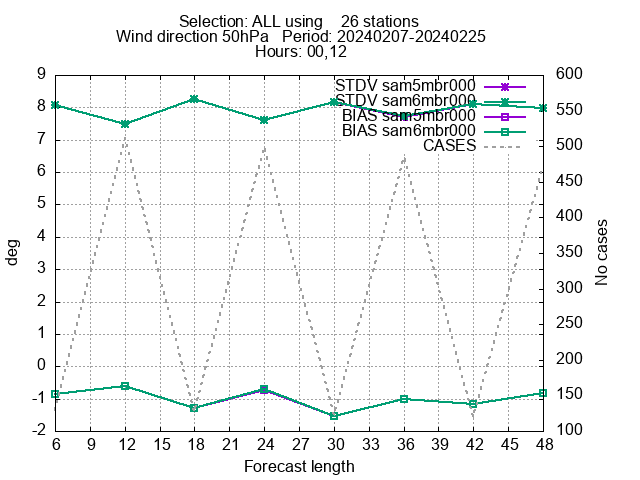 Selection: ALL using 26 stations
Wind direction 50hPa Period: 20240207-20240225
Hours: 00,12
STDV sam5mbr000
STDV sam6mbr000
BIAS sam5mbr000
BIAS sam6mbr000
CASES
9
8
7
6
5
4
3
2
1
0
-1
-2
deg
600
550
500
450
400
350
300
250
200
150
100
No cases
6 9 12 15 18 21 24 27 30 33 36 39 42 45 48
Forecast length